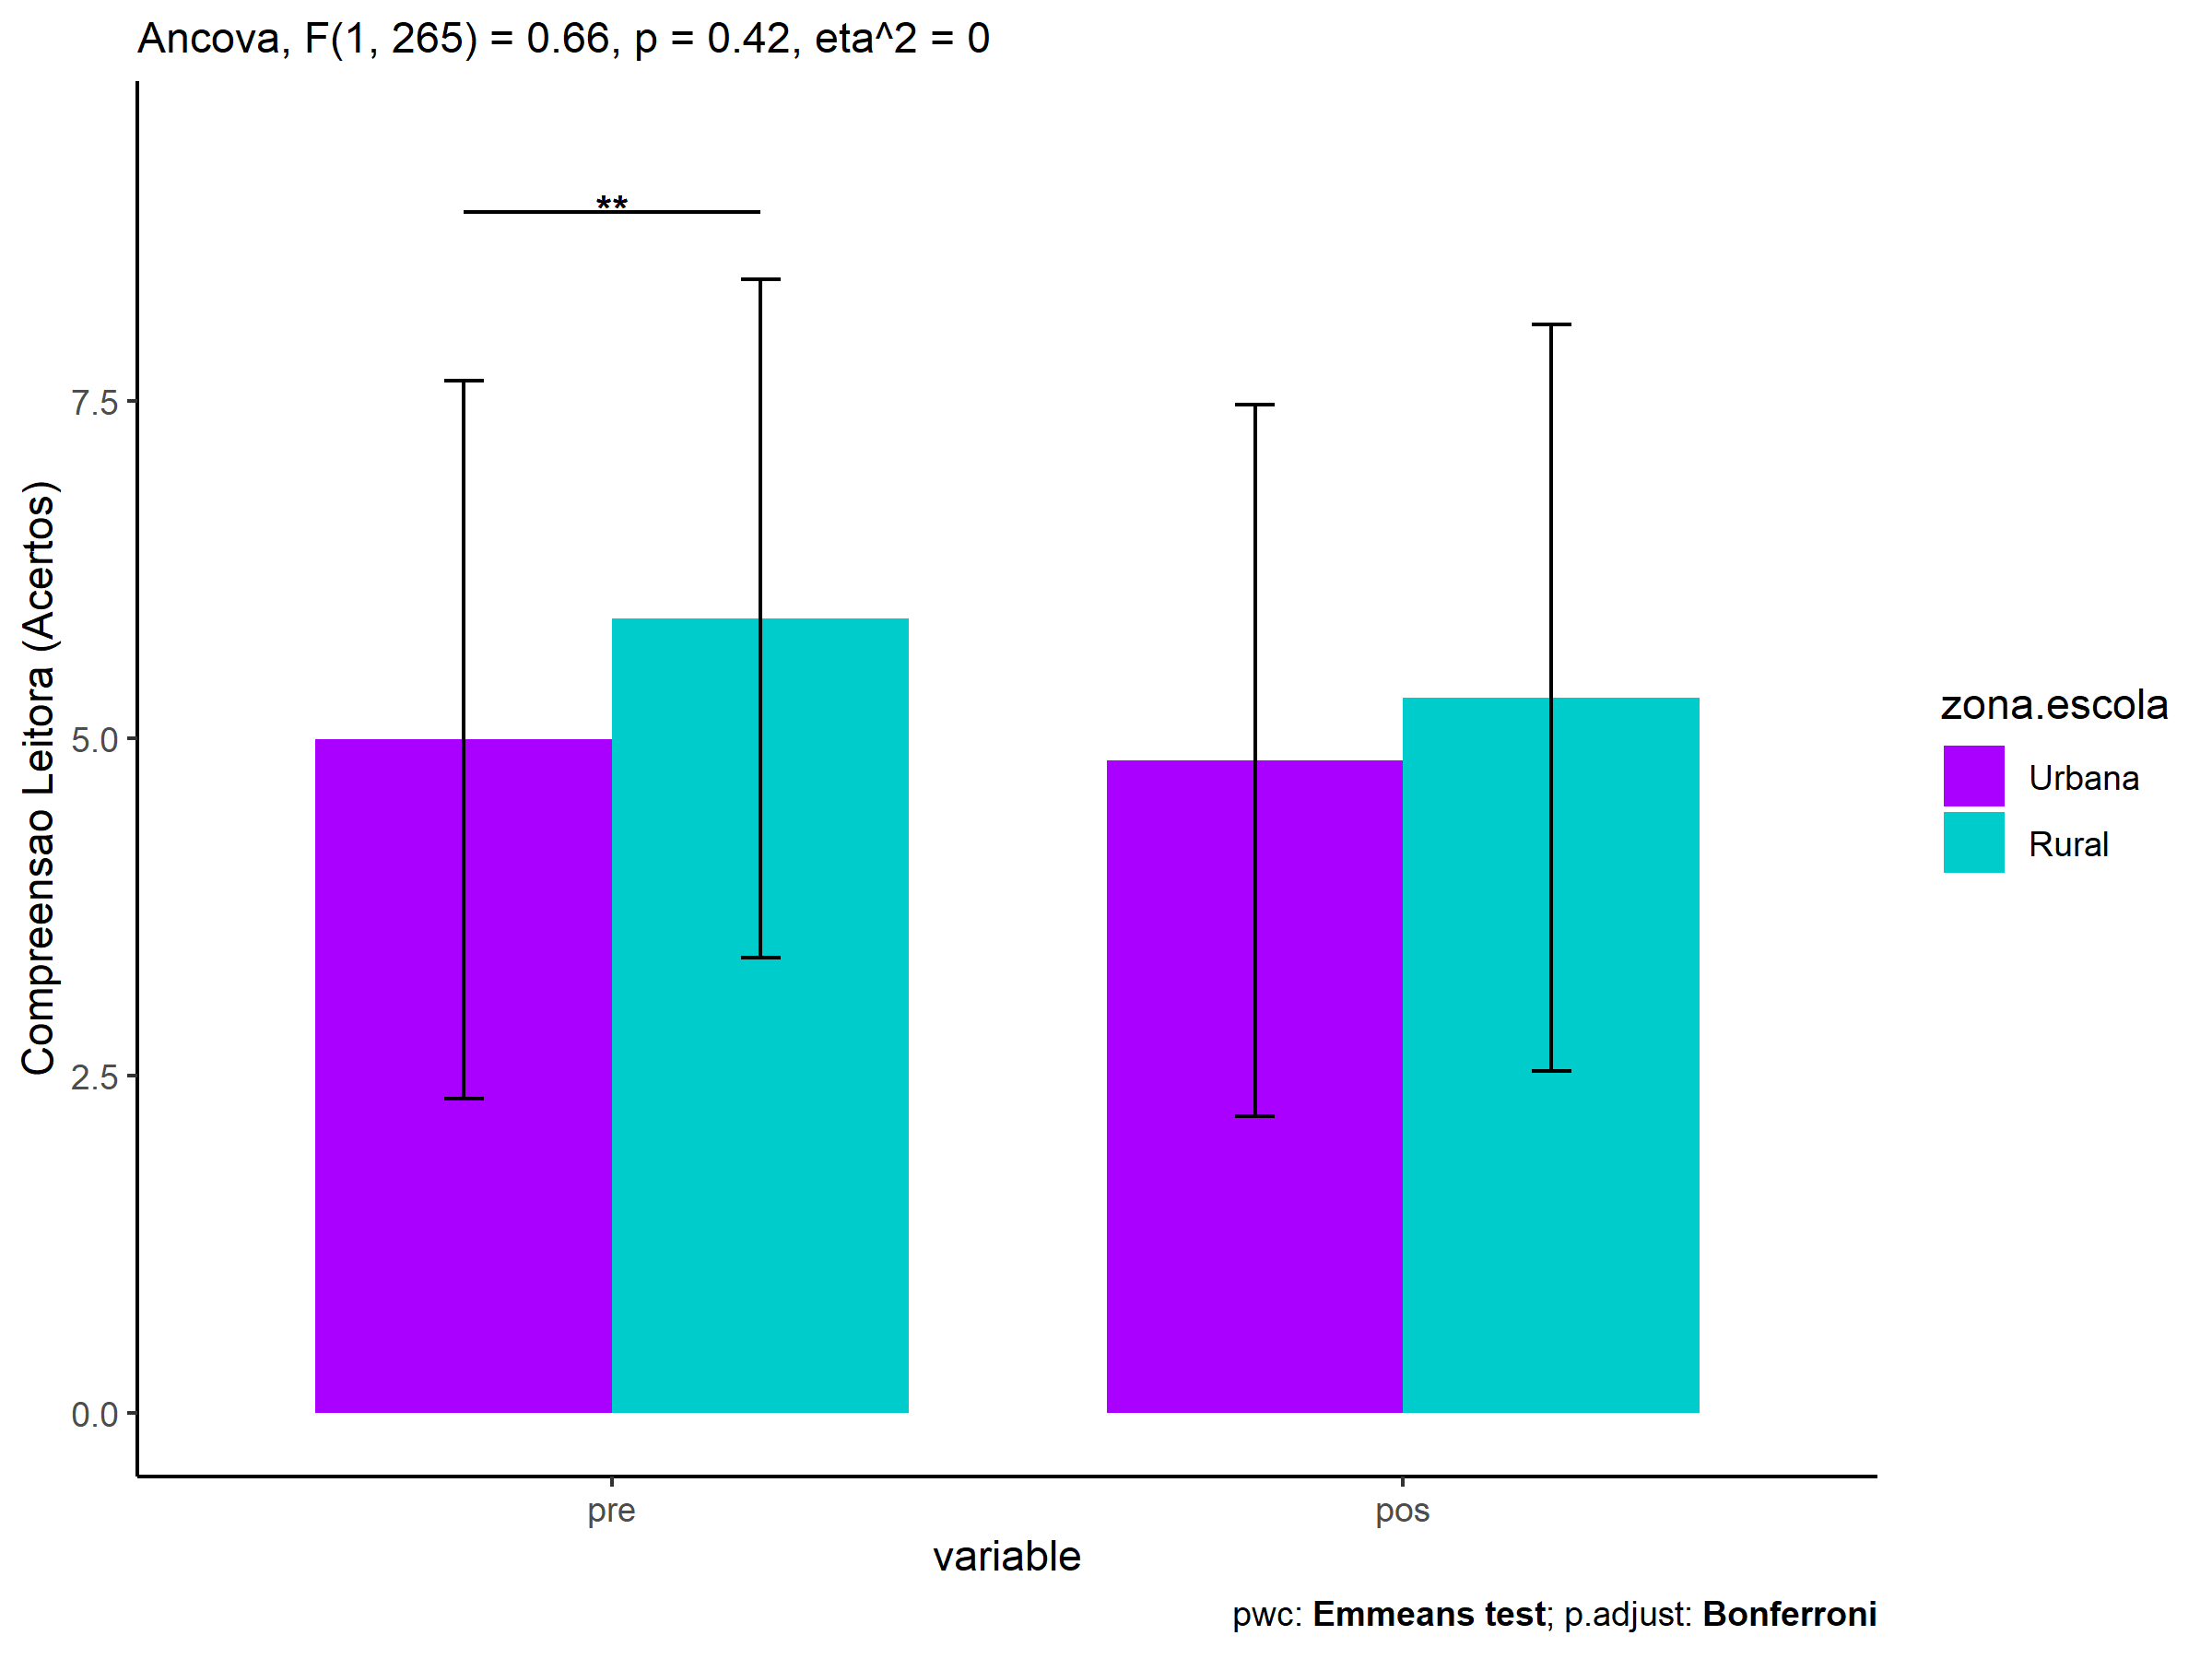 Ancova, F(1, 265) = 0.66, p = 0.42, eta^2 = 0
**
Compreensao Leitora (Acertos)
7.5
5.0
2.5
0.0
pre
pos
variable
zona.escola
Urbana
Rural
pwc: Emmeans test; p.adjust: Bonferroni